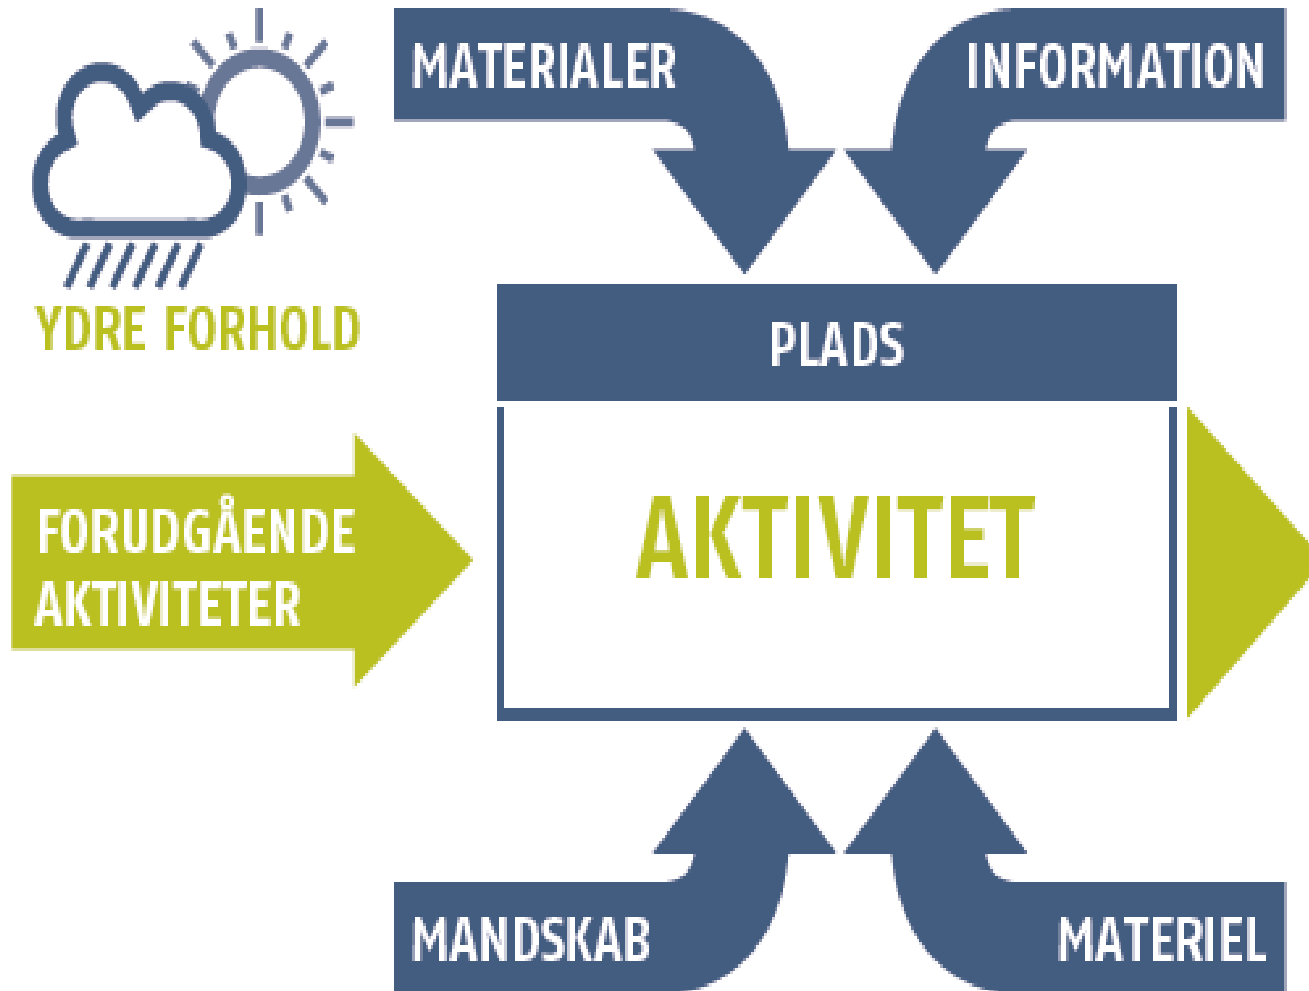 MATERIALER
INFORMATION
YDRE FORHOLD
PLADS
FORUDGÅENDE
AKTIVITETER
AKTIVITET
MANDSKAB
MATERIEL